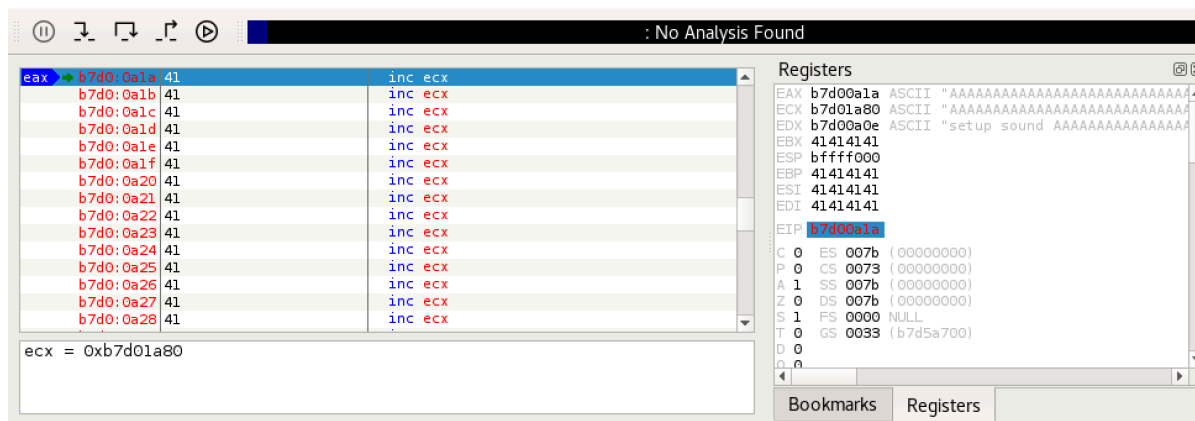 : No Analysis Found
eax b7d0:0a1a 41 inc ecx
b7d0:0a1b 41 inc ecx
b7d0:0a1c 41 inc ecx
b7d0:0a1d 41 inc ecx
b7d0:0a1e 41 inc ecx
b7d0:0a1f 41 inc ecx
b7d0:0a20 41 inc ecx
b7d0:0a21 41 inc ecx
b7d0:0a22 41 inc ecx
b7d0:0a23 41 inc ecx
b7d0:0a24 41 inc ecx
b7d0:0a25 41 inc ecx
b7d0:0a26 41 inc ecx
b7d0:0a27 41 inc ecx
b7d0:0a28 41 inc ecx
ecx = 0xb7d01a80
Registers
EAX b7d00a1a ASCII "AAAAAAAAAAAAAAAAAAAAAAAAAAAA
ECX b7d01a80 ASCII "AAAAAAAAAAAAAAAAAAAAAAAAAAAA
EDX b7d00a0e ASCII "setup sound AAAAAAAAAAAAAAAA
EBX 41414141
ESP bffff000
EBP 41414141
ESI 41414141
EDI 41414141
EIP b7d00a1a
C 0 ES 007b (00000000)
P 0 CS 0073 (00000000)
A 1 SS 007b (00000000)
Z 0 DS 007b (00000000)
S 1 FS 0000 NULL
T 0 GS 0033 (b7d5a700)
D 0
O 0
Bookmarks Registers